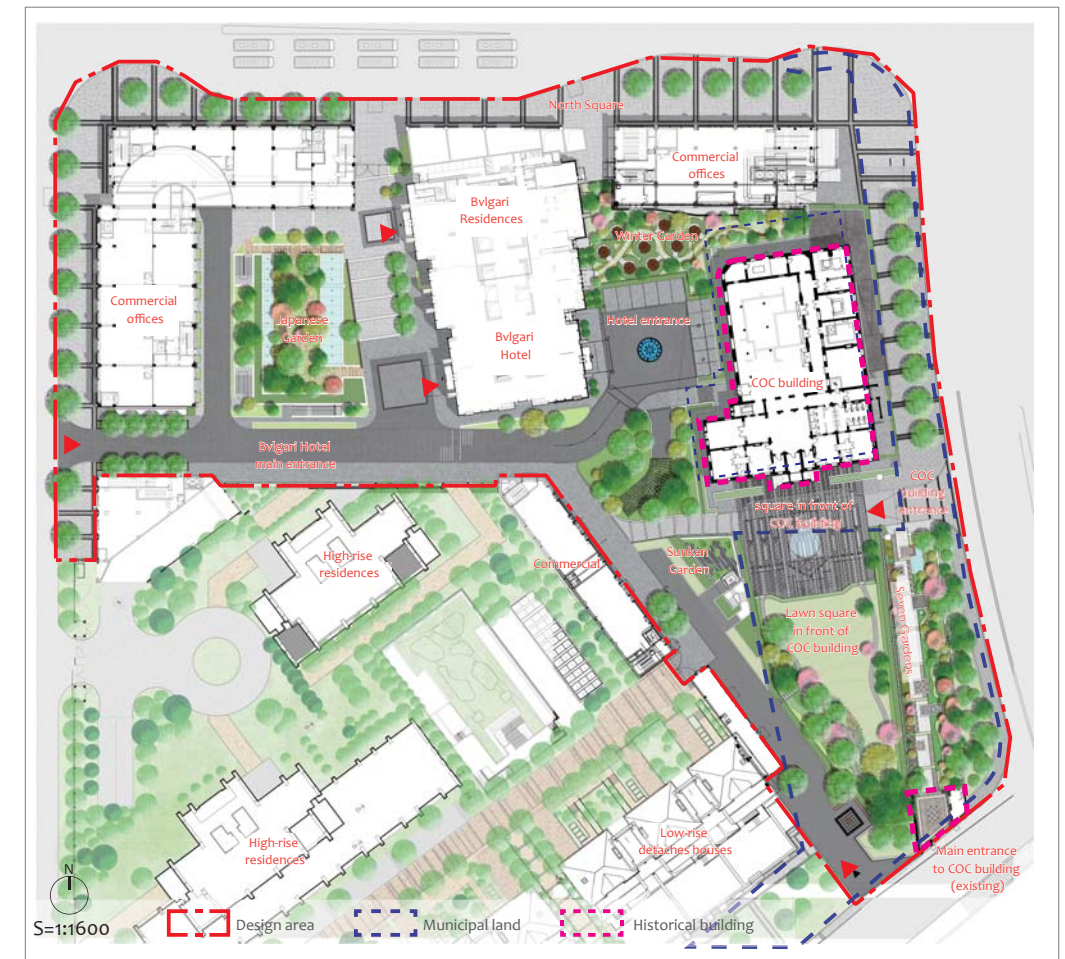 North Square
Commercial
offices
Bvlgari
Residences
Winter Garden
Commercial
offices
Japanese
Garden
Hotel entrance
Bvlgari
Hotel
COC building
Bvlgari Hotel
main entrance
COC
building
entrance
square in front of
COC building
High-rise
residences
Commercial
Sunken
Garden
Seven Gardens
Lawn square
in front of
COC building
High-rise
residences
Low-rise
detaches houses
Main entrance
to COC building
(existing)
N
S=1:1600
Design area
Municipal land
Historical building